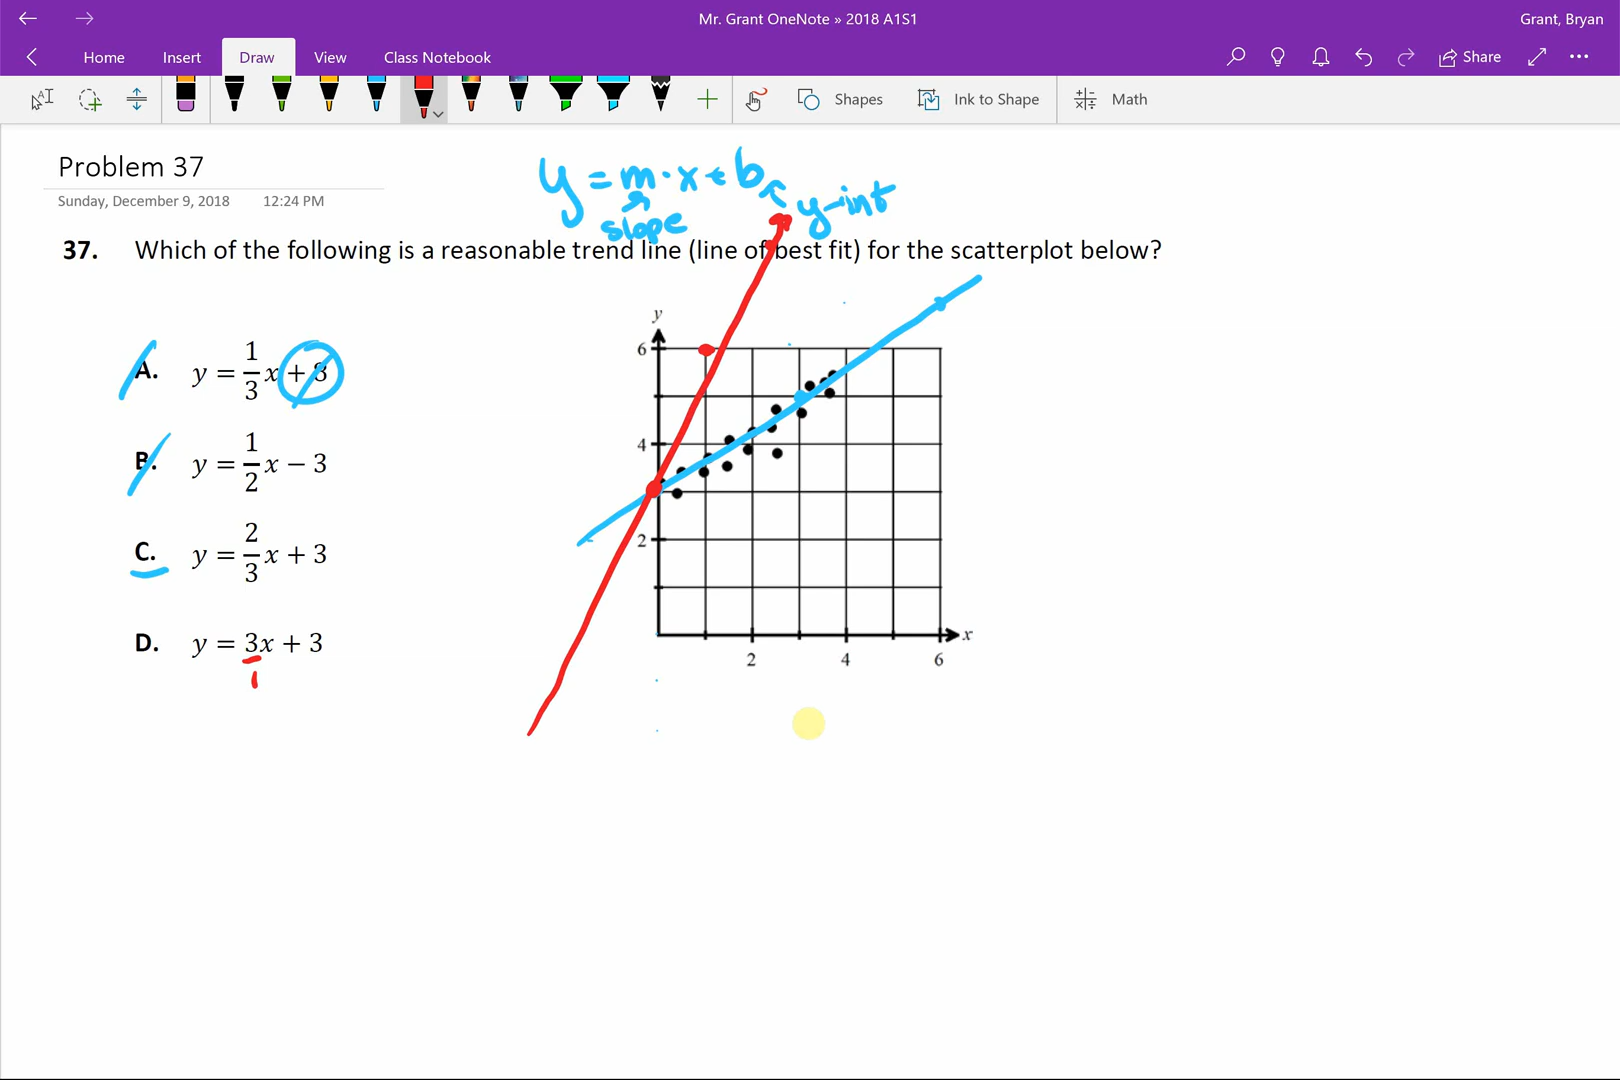 Mr. Grant OneNote » 2018 A1S1
Grant, Bryan
Home Insert Draw View Class Notebook
Share
Shapes Ink to Shape Math
Problem 37
Sunday, December 9, 2018 12:24 PM
y = m · x + b
slope
y-int
37. Which of the following is a reasonable trend line (line of best fit) for the scatterplot below?
A. y = 1/3 x + 3
B. y = 1/2 x − 3
C. y = 2/3 x + 3
D. y = 3x + 3
1
y
6
4
2
x
2 4 6